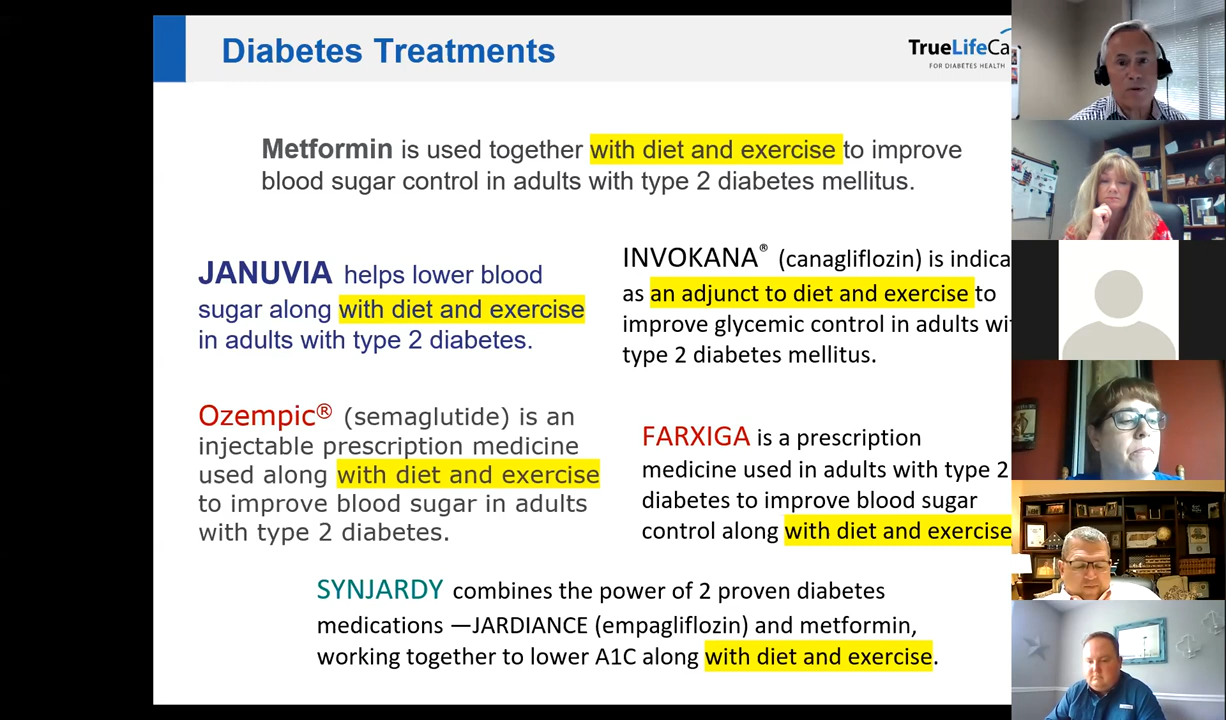 Diabetes Treatments
TrueLifeCa
FOR DIABETES HEALTH
Metformin is used together with diet and exercise to improve
blood sugar control in adults with type 2 diabetes mellitus.
JANUVIA helps lower blood
sugar along with diet and exercise
in adults with type 2 diabetes.
INVOKANA® (canagliflozin) is indica
as an adjunct to diet and exercise to
improve glycemic control in adults wi
type 2 diabetes mellitus.
Ozempic® (semaglutide) is an
injectable prescription medicine
used along with diet and exercise
to improve blood sugar in adults
with type 2 diabetes.
FARXIGA is a prescription
medicine used in adults with type 2
diabetes to improve blood sugar
control along with diet and exercise
SYNJARDY combines the power of 2 proven diabetes
medications —JARDIANCE (empagliflozin) and metformin,
working together to lower A1C along with diet and exercise.